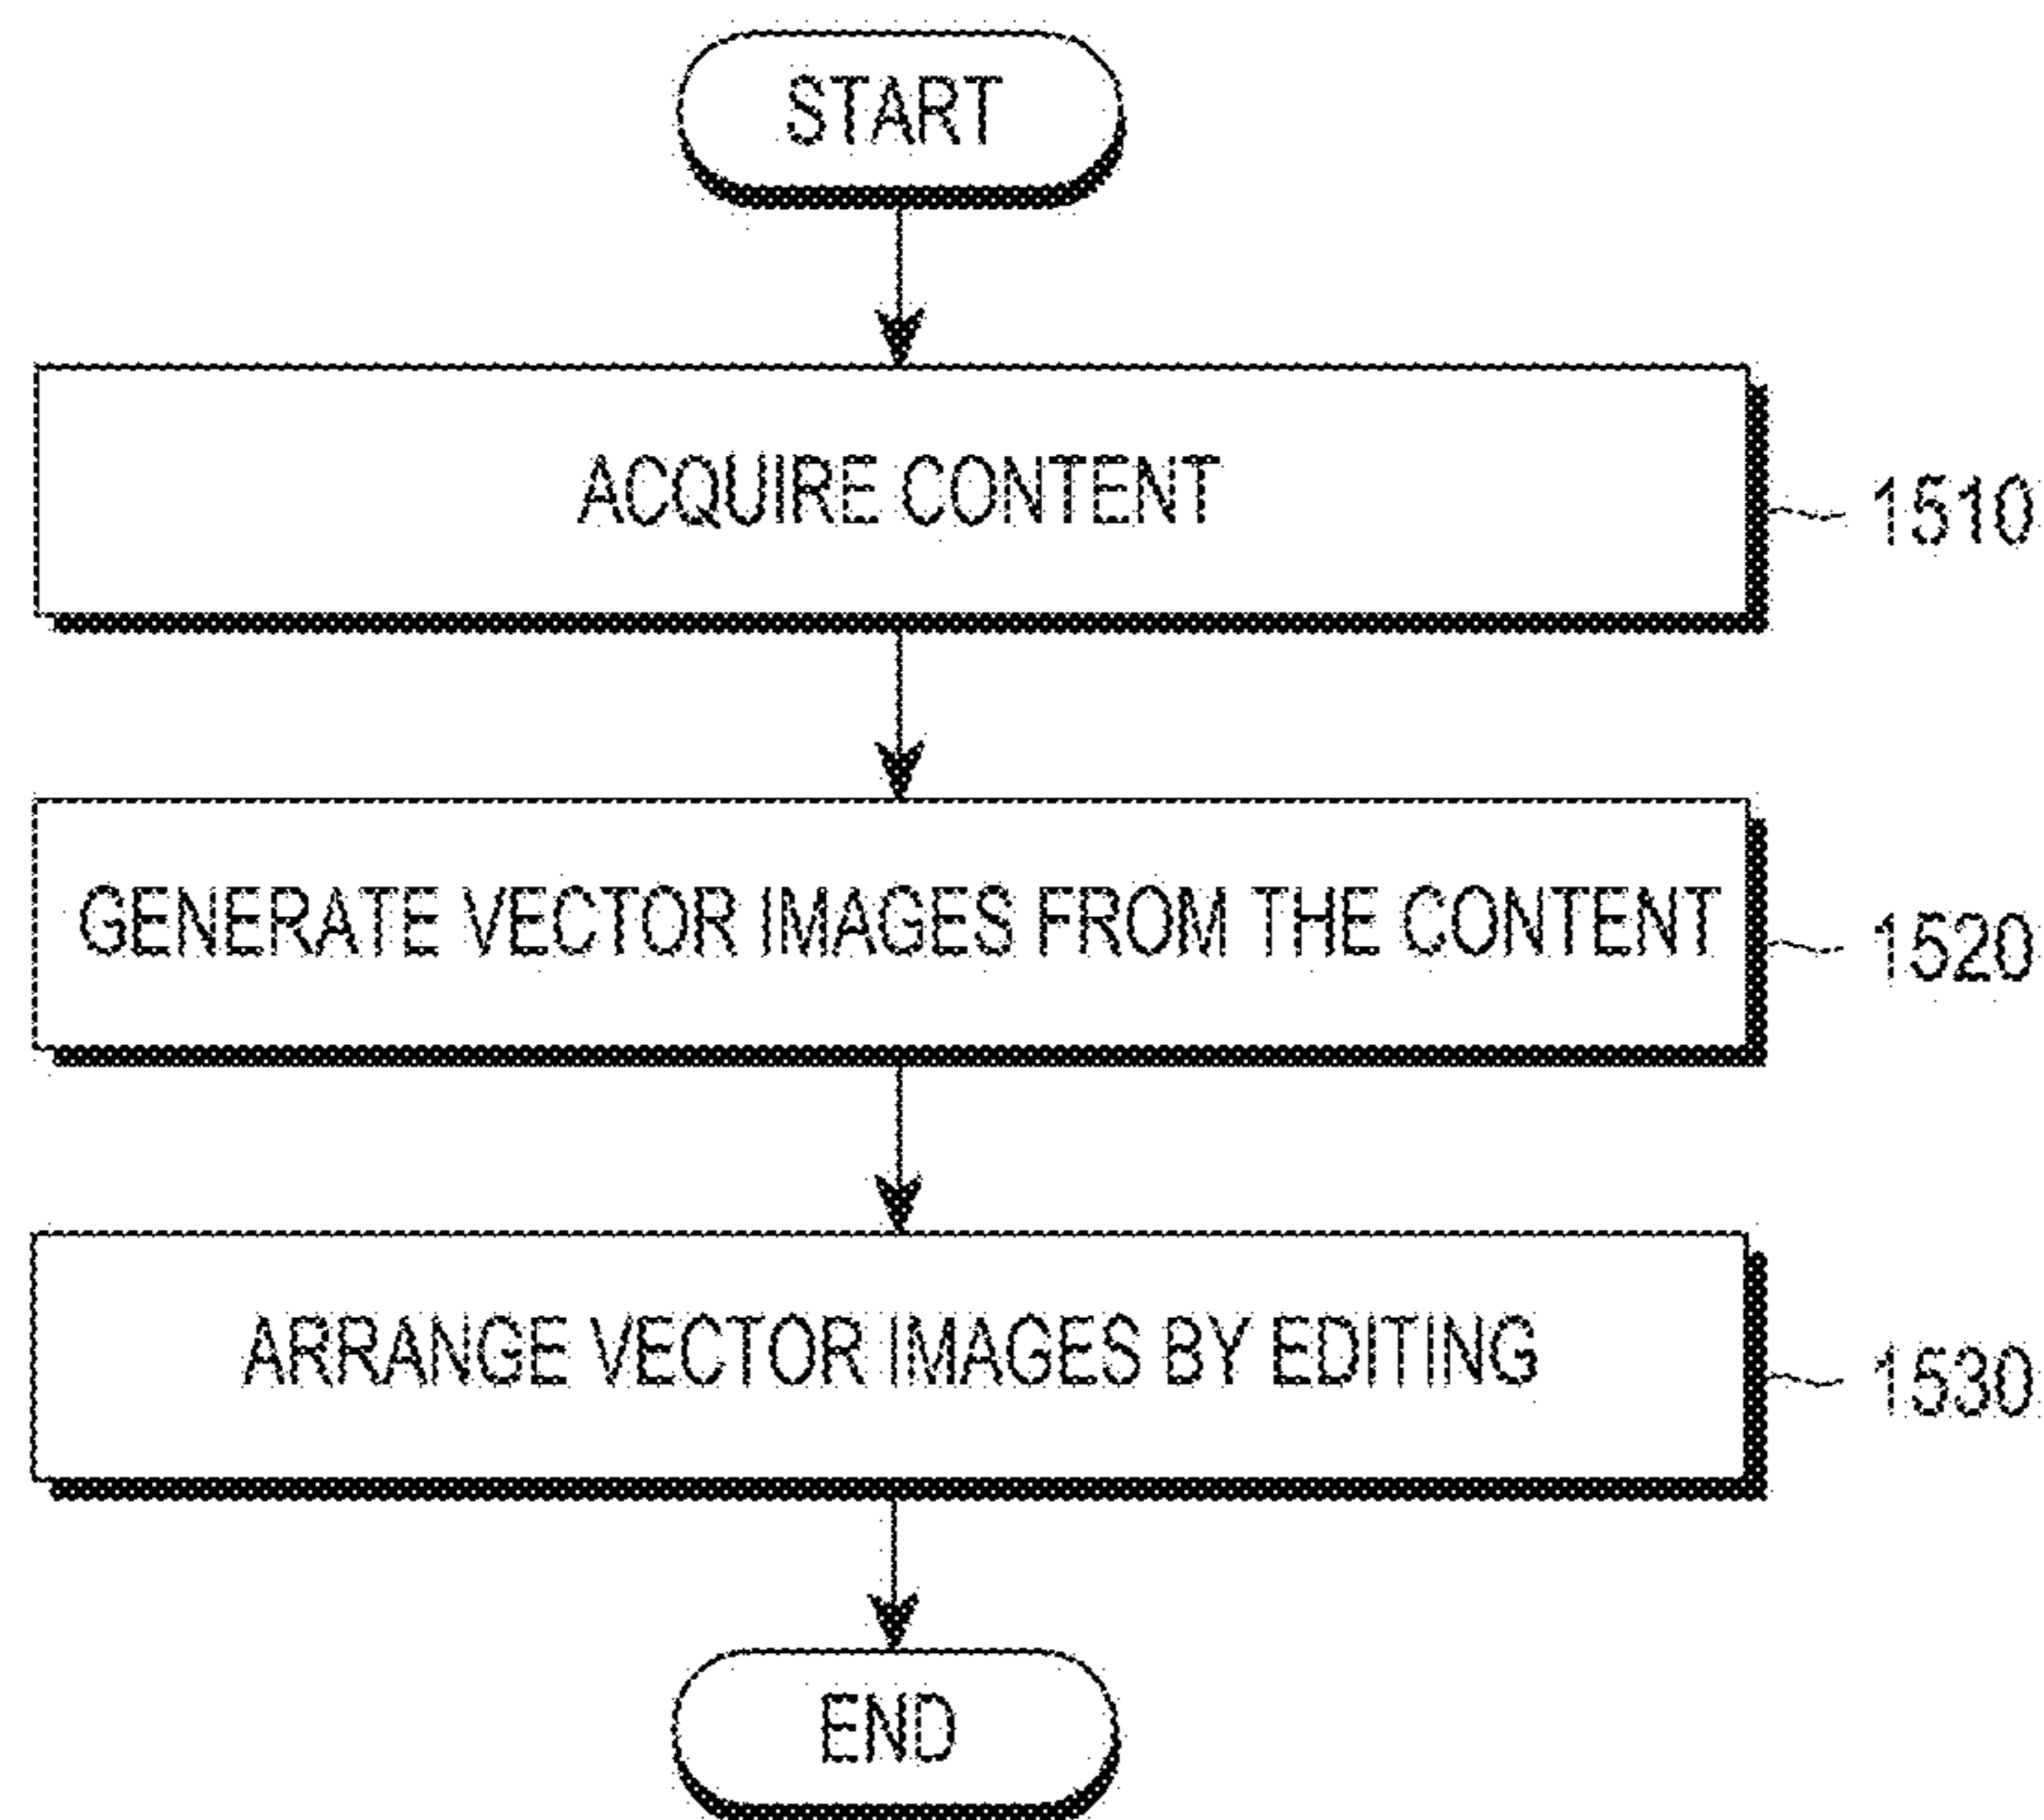 START
ACQUIRE CONTENT
1510
GENERATE VECTOR IMAGES FROM THE CONTENT
1520
ARRANGE VECTOR IMAGES BY EDITING
1530
END